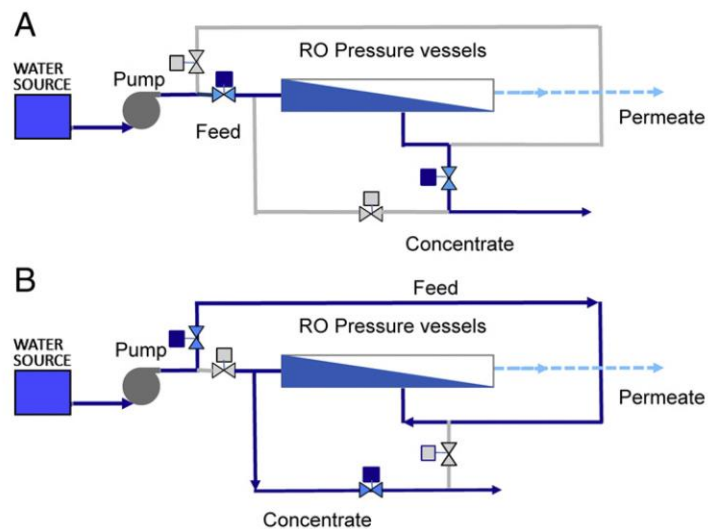 A
RO Pressure vessels
WATER
SOURCE
Pump
Feed
Permeate
Concentrate
B
Feed
RO Pressure vessels
WATER
SOURCE
Pump
Permeate
Concentrate